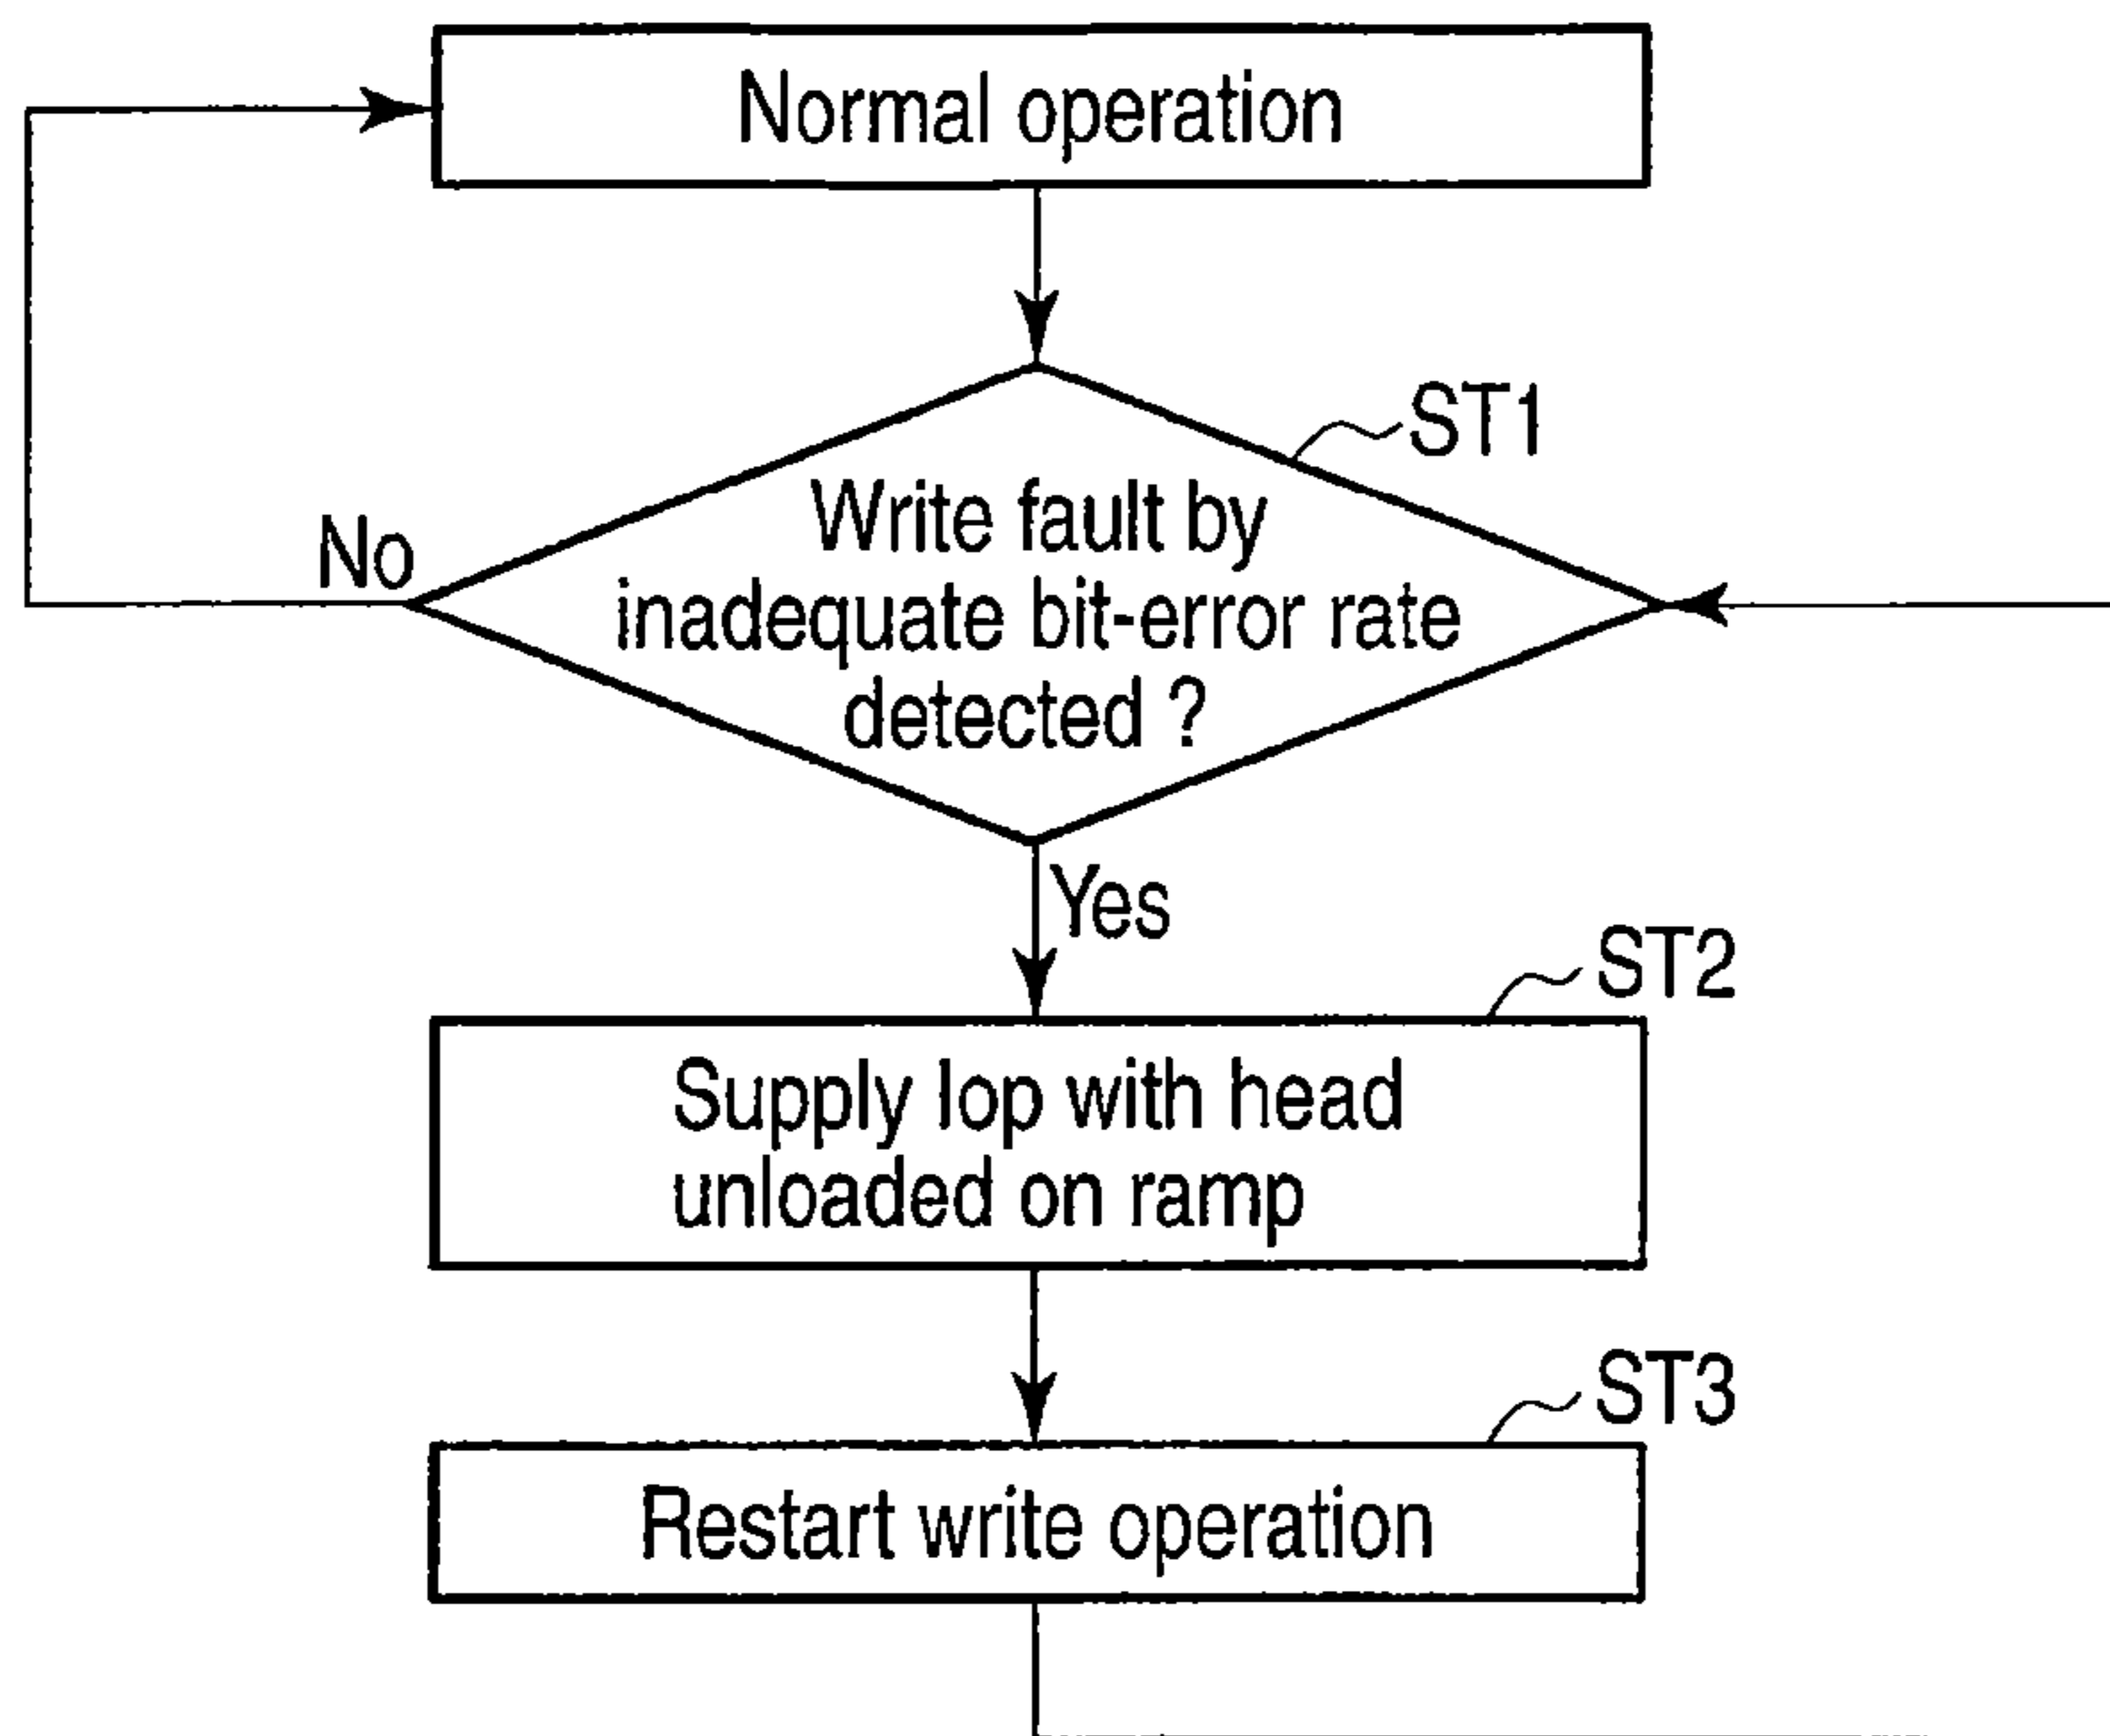 Normal operation
ST1
Write fault by
inadequate bit-error rate
detected ?
No
Yes
ST2
Supply Iop with head
unloaded on ramp
ST3
Restart write operation